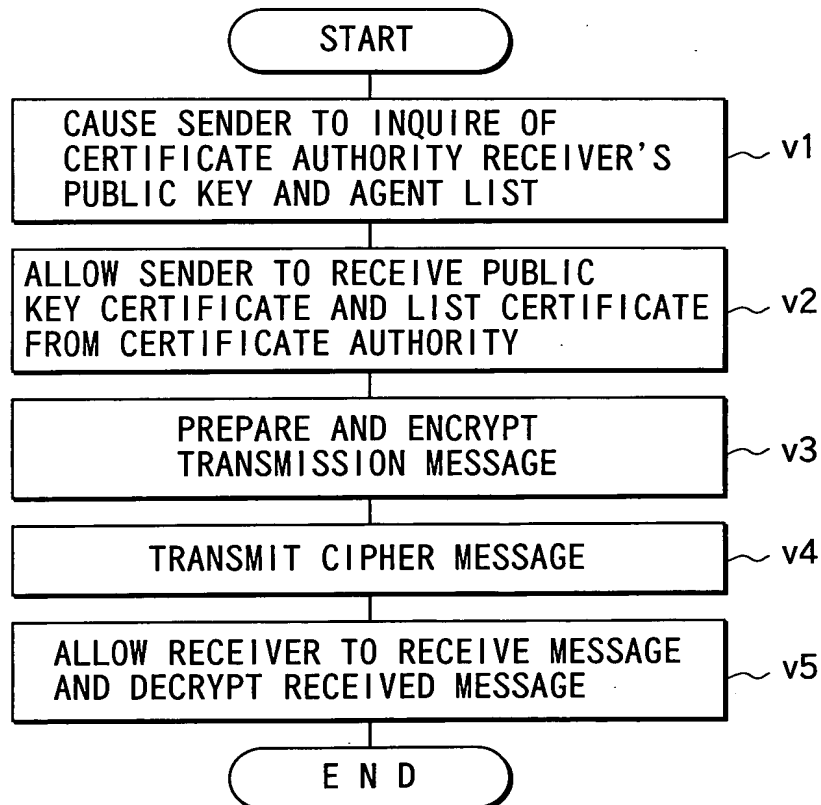 START
CAUSE SENDER TO INQUIRE OF
CERTIFICATE AUTHORITY RECEIVER'S
PUBLIC KEY AND AGENT LIST
v1
ALLOW SENDER TO RECEIVE PUBLIC
KEY CERTIFICATE AND LIST CERTIFICATE
FROM CERTIFICATE AUTHORITY
v2
PREPARE AND ENCRYPT
TRANSMISSION MESSAGE
v3
TRANSMIT CIPHER MESSAGE
v4
ALLOW RECEIVER TO RECEIVE MESSAGE
AND DECRYPT RECEIVED MESSAGE
v5
E N D